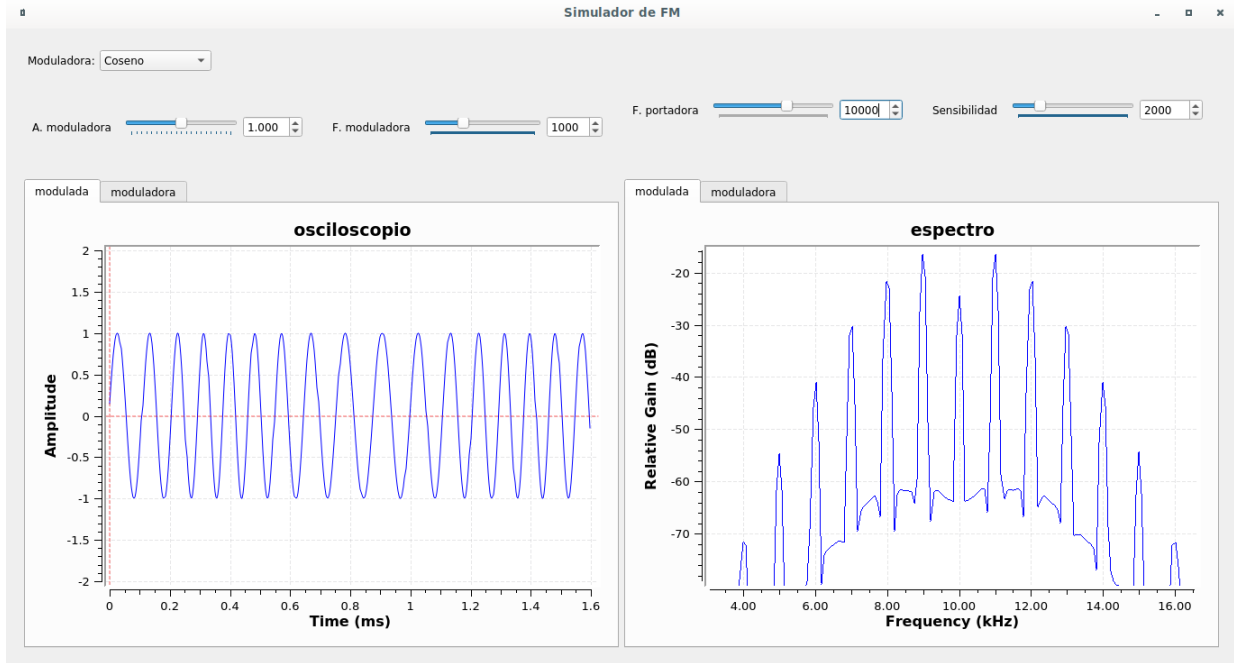 Simulador de FM
Moduladora: Coseno
A. moduladora 1.000 F. moduladora 1000 F. portadora 10000 Sensibilidad 2000
modulada moduladora
osciloscopio
2
1.5
1
0.5
0
-0.5
-1
-1.5
-2
Amplitude
0 0.2 0.4 0.6 0.8 1 1.2 1.4 1.6
Time (ms)
modulada moduladora
espectro
-20
-30
-40
-50
-60
-70
Relative Gain (dB)
4.00 6.00 8.00 10.00 12.00 14.00 16.00
Frequency (kHz)